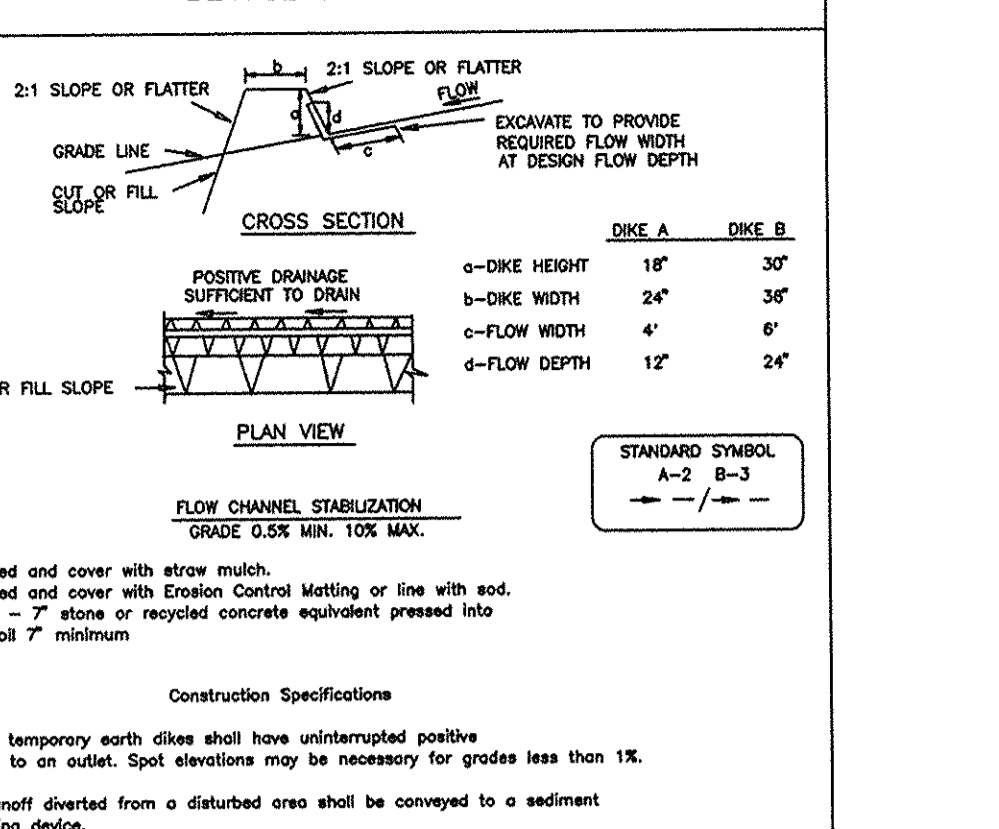 2:1 SLOPE OR FLATTER
b
2:1 SLOPE OR FLATTER
FLOW
a
d
c
EXCAVATE TO PROVIDE
REQUIRED FLOW WIDTH
AT DESIGN FLOW DEPTH
GRADE LINE
CUT OR FILL
SLOPE
CROSS SECTION
DIKE A DIKE B
a-DIKE HEIGHT 18" 30"
b-DIKE WIDTH 24" 36"
c-FLOW WIDTH 4' 6'
d-FLOW DEPTH 12" 24"
POSITIVE DRAINAGE
SUFFICIENT TO DRAIN
R FILL SLOPE
PLAN VIEW
STANDARD SYMBOL
A-2 B-3
FLOW CHANNEL STABILIZATION
GRADE 0.5% MIN. 10% MAX.
ed and cover with straw mulch.
ed and cover with Erosion Control Matting or line with sod.
- 7" stone or recycled concrete equivalent pressed into
oil 7" minimum
Construction Specifications
temporary earth dikes shall have uninterrupted positive
to an outlet. Spot elevations may be necessary for grades less than 1%.
noff diverted from a disturbed area shall be conveyed to a sediment
ing device.